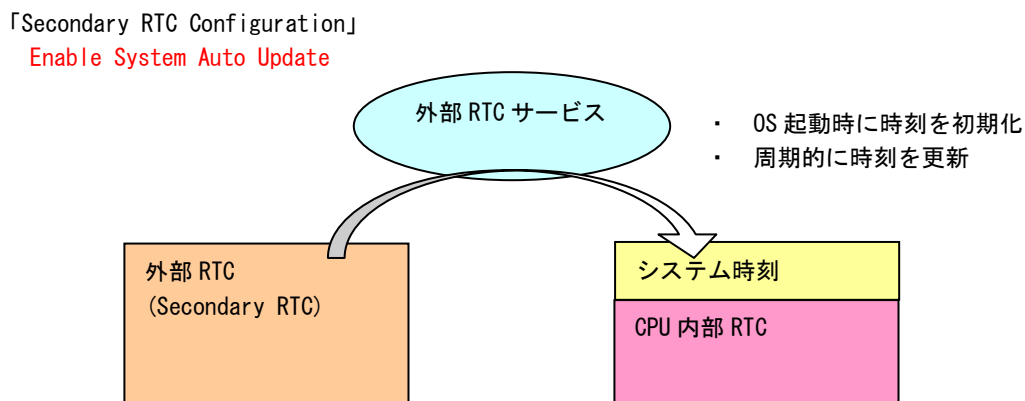 「Secondary RTC Configuration」
Enable System Auto Update
外部 RTC サービス
・ OS 起動時に時刻を初期化
・ 周期的に時刻を更新
外部 RTC
(Secondary RTC)
システム時刻
CPU 内部 RTC